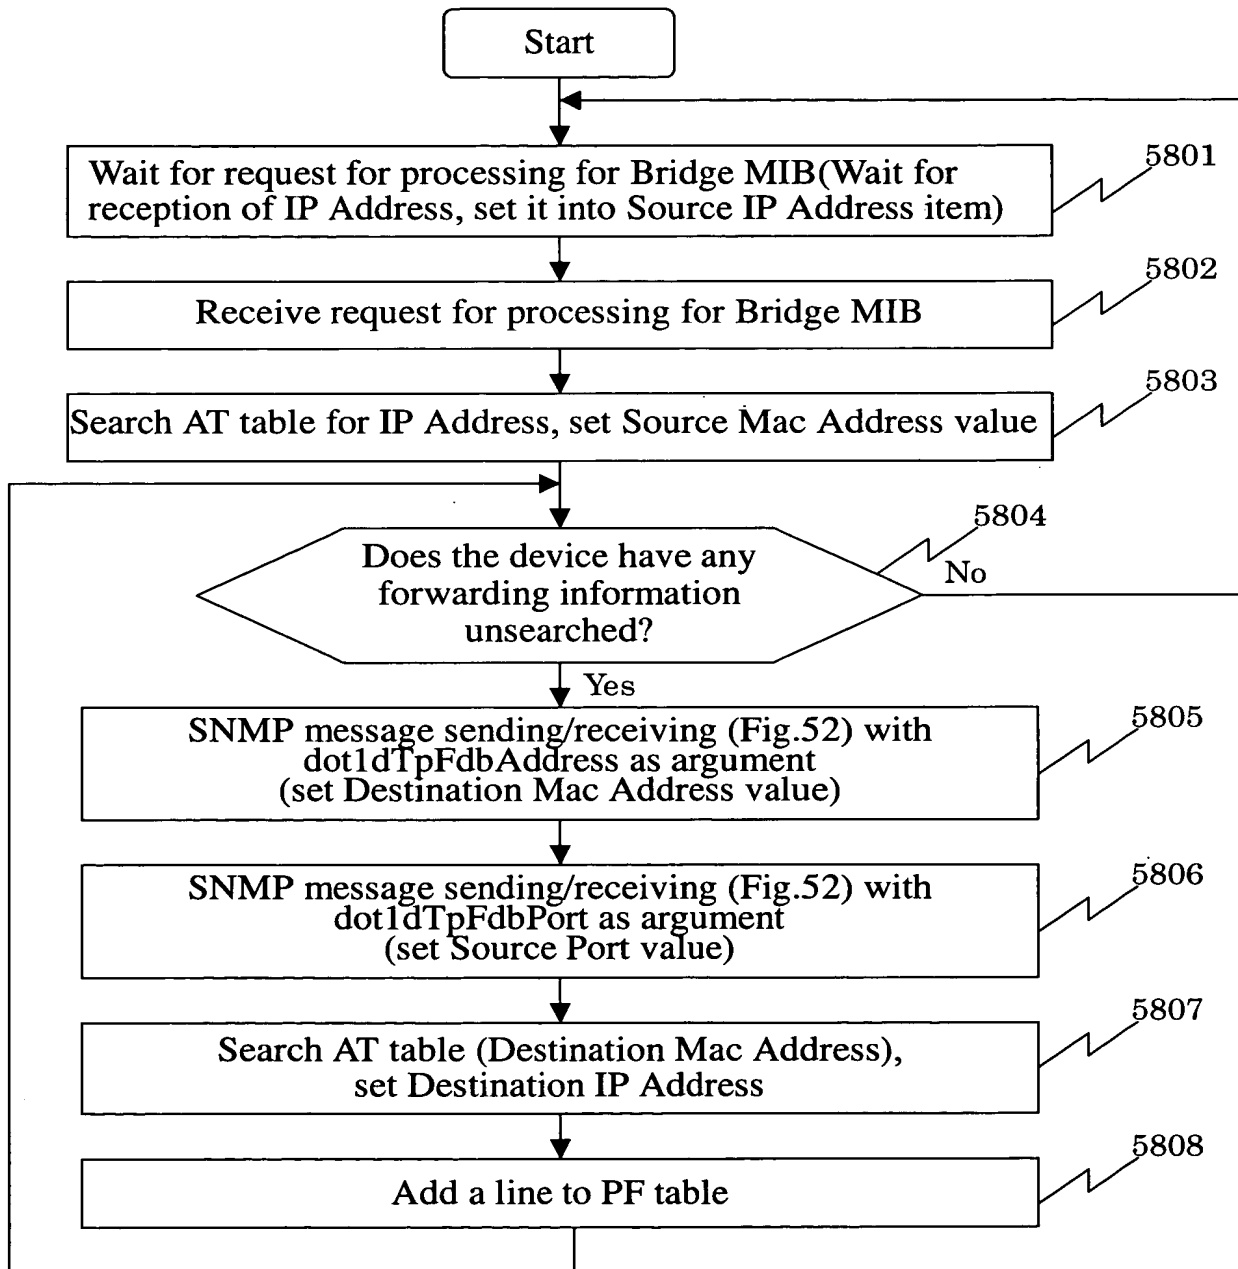 Start
Wait for request for processing for Bridge MIB(Wait for
reception of IP Address, set it into Source IP Address item)
5801
Receive request for processing for Bridge MIB
5802
Search AT table for IP Address, set Source Mac Address value
5803
Does the device have any
forwarding information
unsearched?
5804
No
Yes
SNMP message sending/receiving (Fig.52) with
dot1dTpFdbAddress as argument
(set Destination Mac Address value)
5805
SNMP message sending/receiving (Fig.52) with
dot1dTpFdbPort as argument
(set Source Port value)
5806
Search AT table (Destination Mac Address),
set Destination IP Address
5807
Add a line to PF table
5808